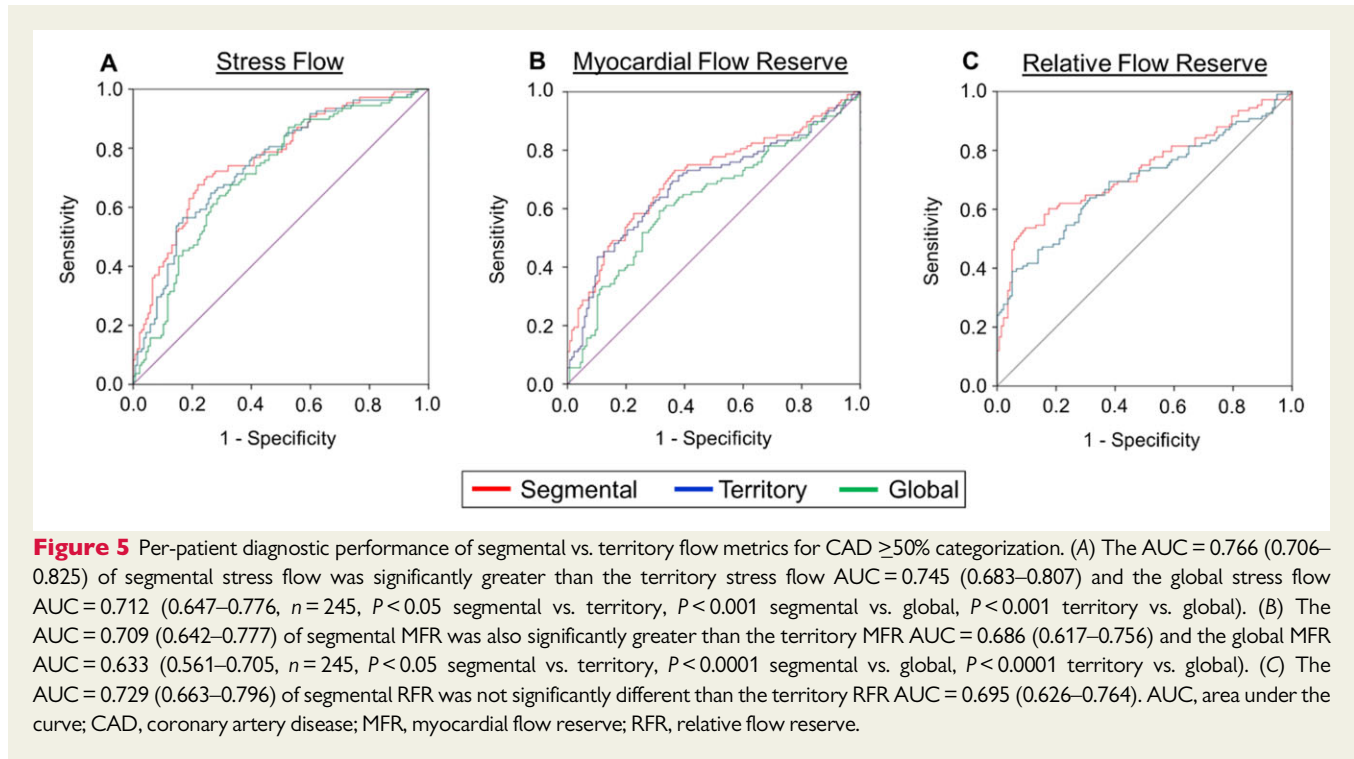 A Stress Flow
B Myocardial Flow Reserve
C Relative Flow Reserve
1.0
0.8
0.6
0.4
0.2
0.0
Sensitivity
0.0 0.2 0.4 0.6 0.8 1.0
1 - Specificity
1.0
0.8
0.6
0.4
0.2
0.0
Sensitivity
0.0 0.2 0.4 0.6 0.8 1.0
1 - Specificity
1.0
0.8
0.6
0.4
0.2
0.0
Sensitivity
0.0 0.2 0.4 0.6 0.8 1.0
1 - Specificity
Segmental Territory Global
Figure 5 Per-patient diagnostic performance of segmental vs. territory flow metrics for CAD ≥50% categorization. (A) The AUC = 0.766 (0.706–
0.825) of segmental stress flow was significantly greater than the territory stress flow AUC = 0.745 (0.683–0.807) and the global stress flow
AUC = 0.712 (0.647–0.776, n = 245, P < 0.05 segmental vs. territory, P < 0.001 segmental vs. global, P < 0.001 territory vs. global). (B) The
AUC = 0.709 (0.642–0.777) of segmental MFR was also significantly greater than the territory MFR AUC = 0.686 (0.617–0.756) and the global MFR
AUC = 0.633 (0.561–0.705, n = 245, P < 0.05 segmental vs. territory, P < 0.0001 segmental vs. global, P < 0.0001 territory vs. global). (C) The
AUC = 0.729 (0.663–0.796) of segmental RFR was not significantly different than the territory RFR AUC = 0.695 (0.626–0.764). AUC, area under the
curve; CAD, coronary artery disease; MFR, myocardial flow reserve; RFR, relative flow reserve.